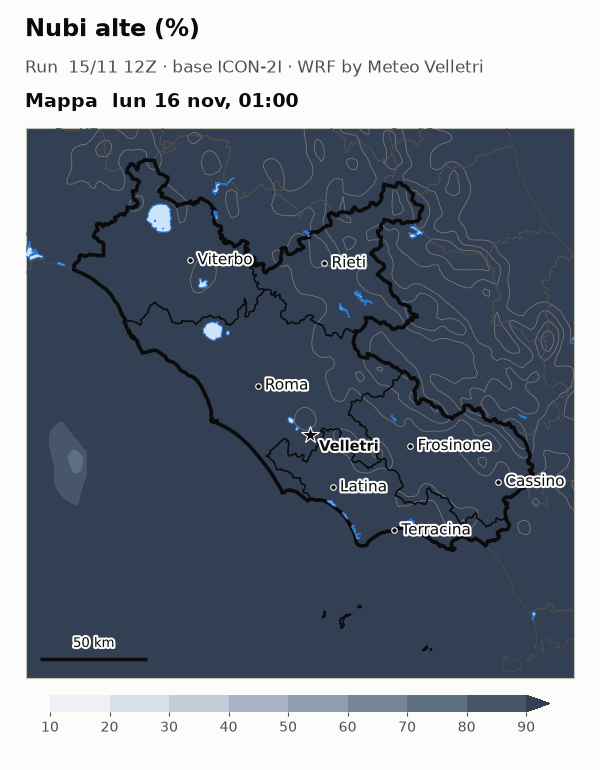 Nubi alte (%)
Run 15/11 12Z · base ICON-2I · WRF by Meteo Velletri
Mappa lun 16 nov, 01:00
Viterbo
Rieti
Roma
Velletri
Frosinone
Latina
Cassino
Terracina
50 km
10 20 30 40 50 60 70 80 90